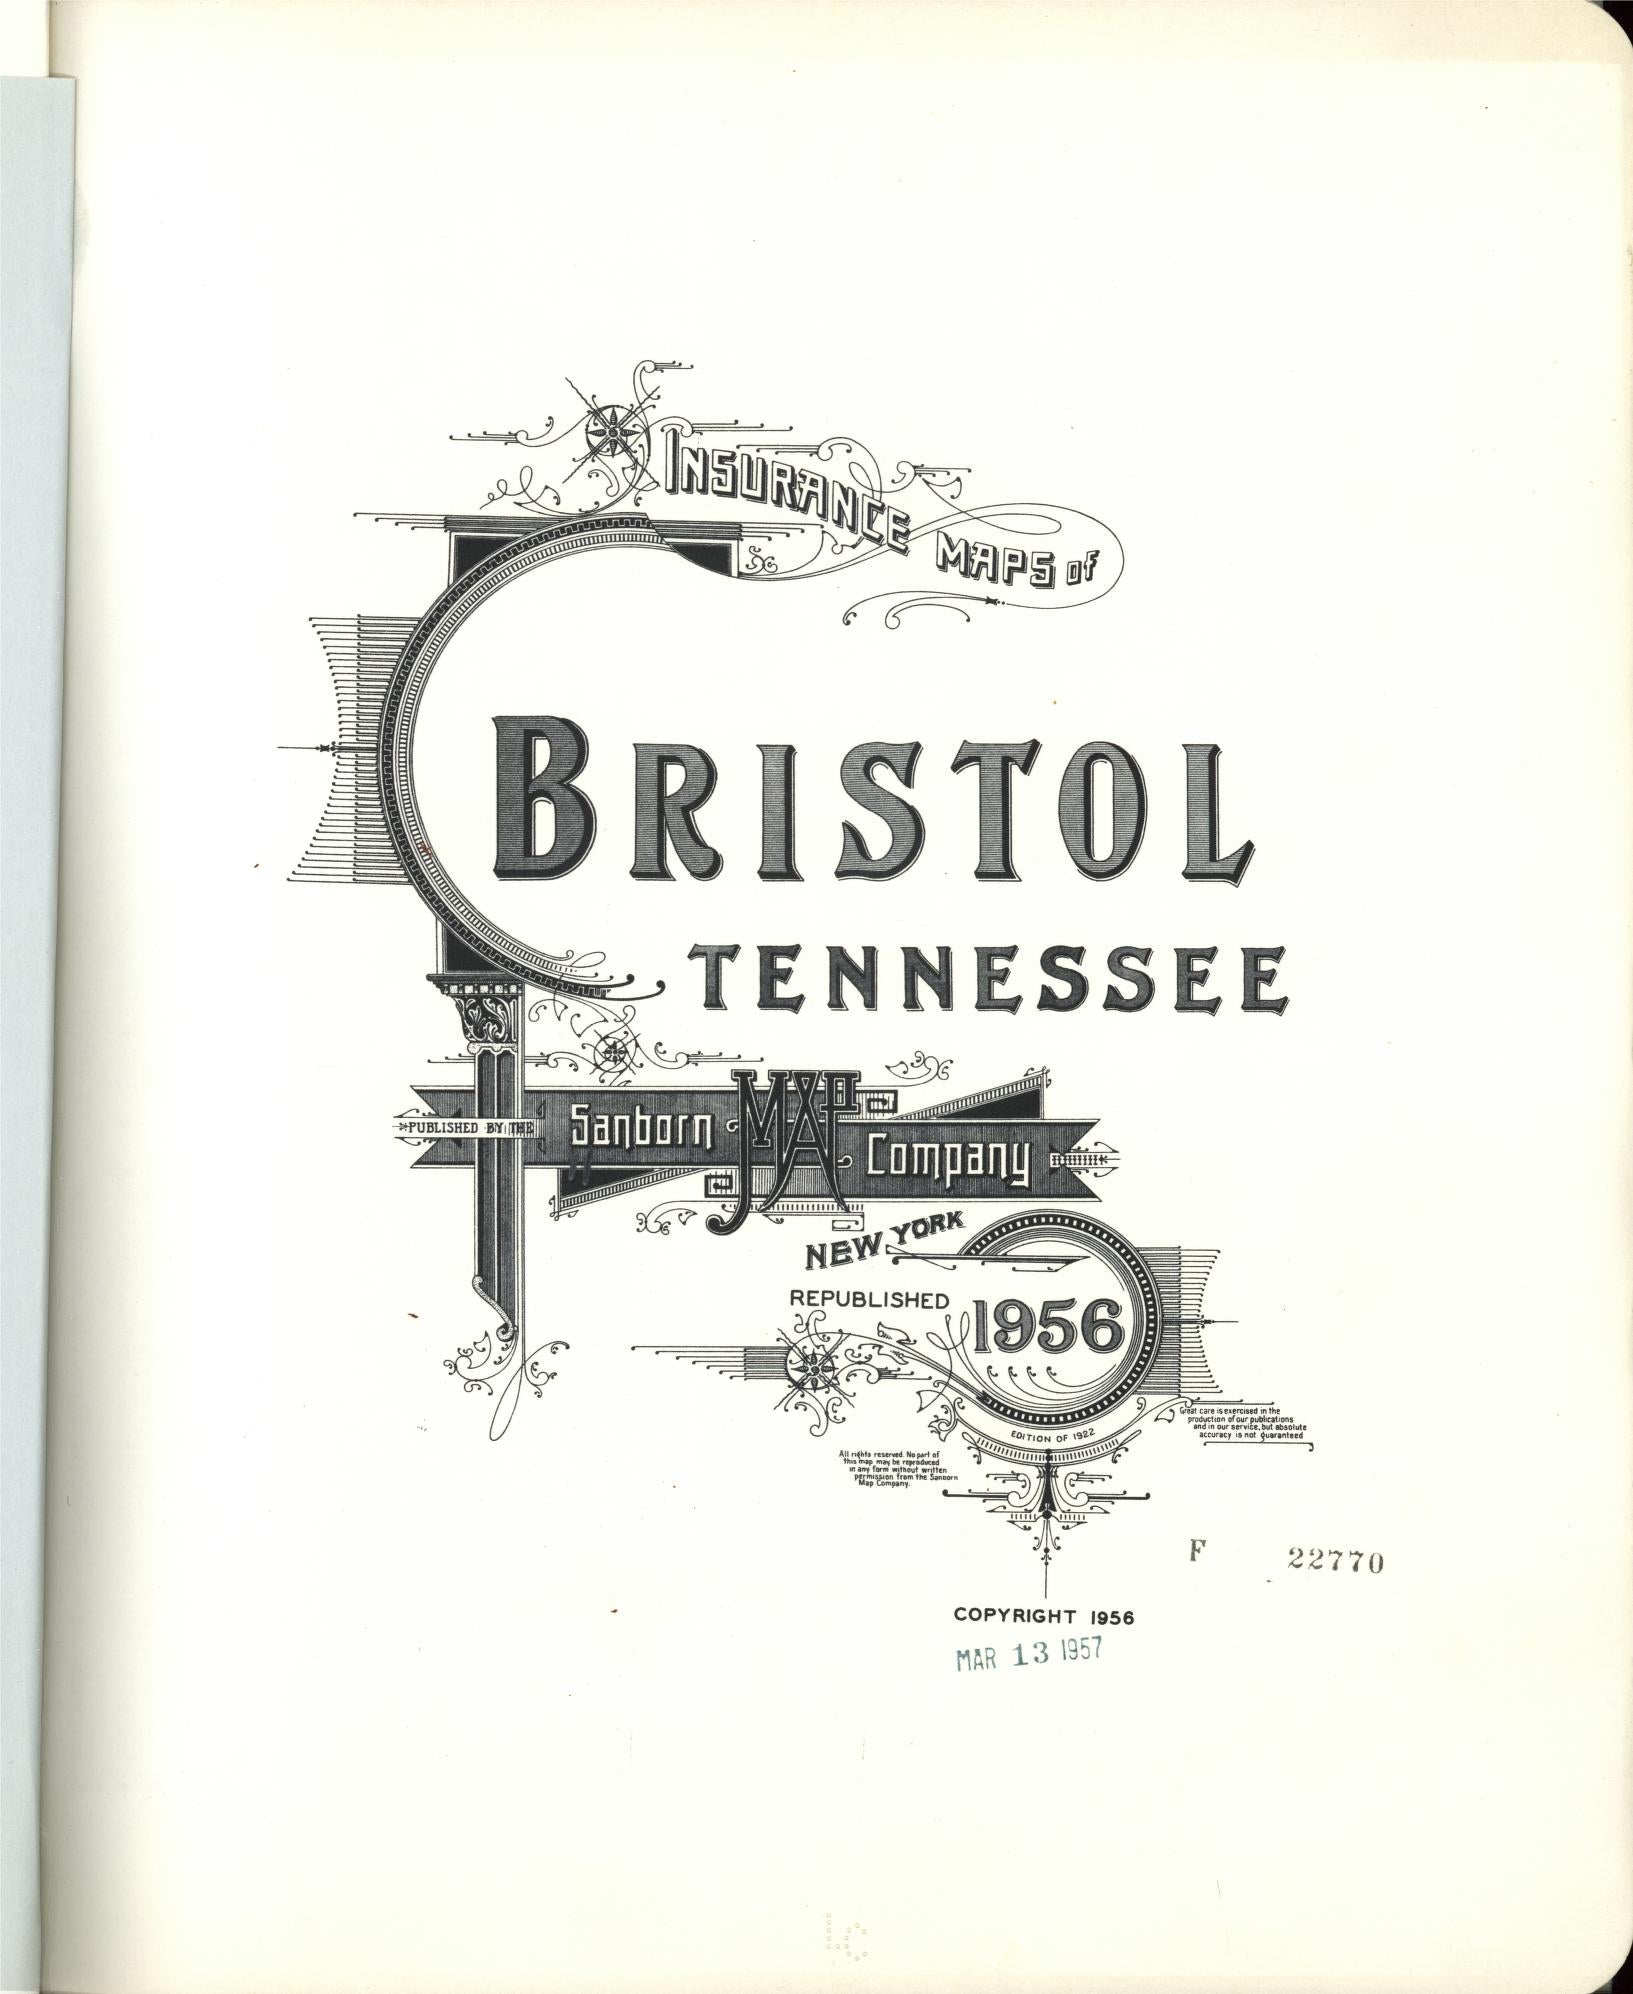 INSURANCE MAPS of
BRISTOL
TENNESSEE
PUBLISHED BY THE
Sanborn MAP Company
NEW YORK
REPUBLISHED
1956
EDITION OF 1922
Great care is exercised in the
production of our publications
and in our service, but absolute
accuracy is not guaranteed
All rights reserved. No part of
this map may be reproduced
in any form without written
permission from the Sanborn
Map Company.
F 22770
COPYRIGHT 1956
MAR 13 1957
LC